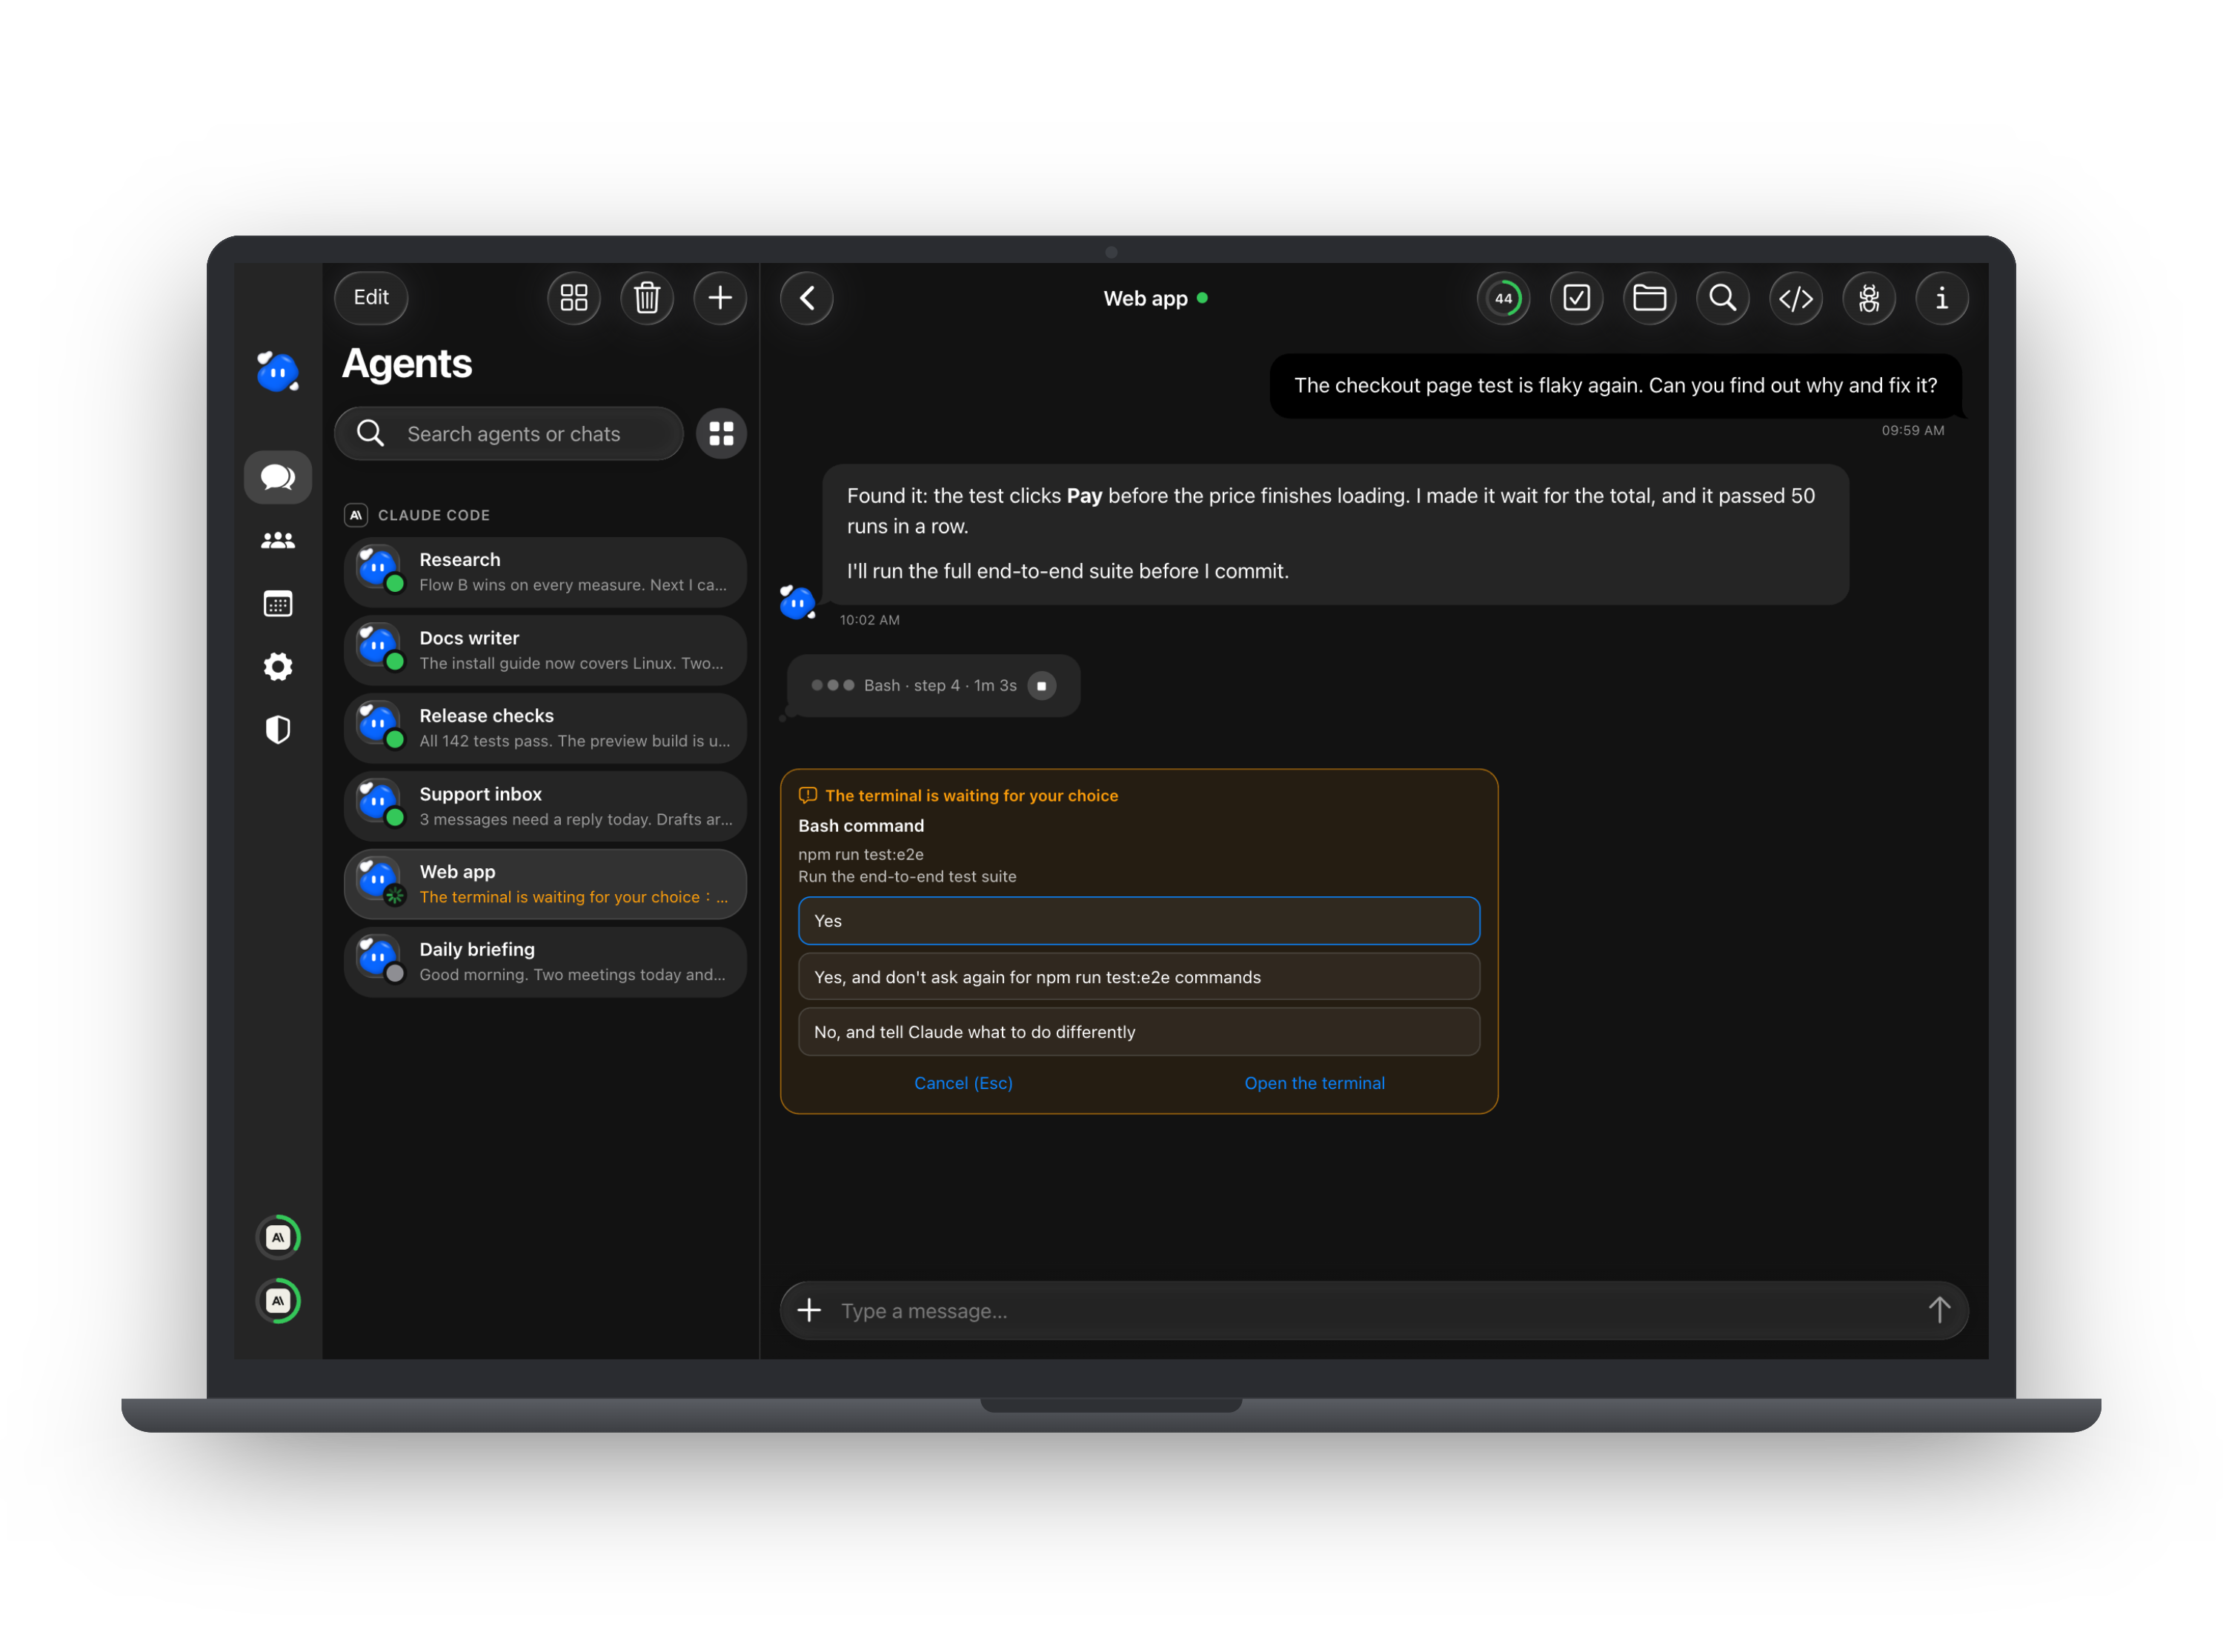 Edit
Agents
Search agents or chats
CLAUDE CODE
Research
Flow B wins on every measure. Next I ca...
Docs writer
The install guide now covers Linux. Two...
Release checks
All 142 tests pass. The preview build is u...
Support inbox
3 messages need a reply today. Drafts ar...
Web app
The terminal is waiting for your choice : ...
Daily briefing
Good morning. Two meetings today and...
Web app
44
The checkout page test is flaky again. Can you find out why and fix it?
09:59 AM
Found it: the test clicks Pay before the price finishes loading. I made it wait for the total, and it passed 50
runs in a row.
I'll run the full end-to-end suite before I commit.
10:02 AM
Bash · step 4 · 1m 3s
The terminal is waiting for your choice
Bash command
npm run test:e2e
Run the end-to-end test suite
Yes
Yes, and don't ask again for npm run test:e2e commands
No, and tell Claude what to do differently
Cancel (Esc)
Open the terminal
Type a message...